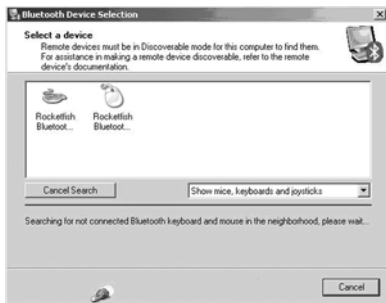 Bluetooth Device Selection
Select a device
Remote devices must be in Discoverable mode for this computer to find them.
For assistance in making a remote device discoverable, refer to the remote
device's documentation.
Rocketfish Rocketfish
Bluetoot... Bluetoot...
Cancel Search Show mice, keyboards and joysticks
Searching for not connected Bluetooth keyboard and mouse in the neighborhood, please wait...
Cancel